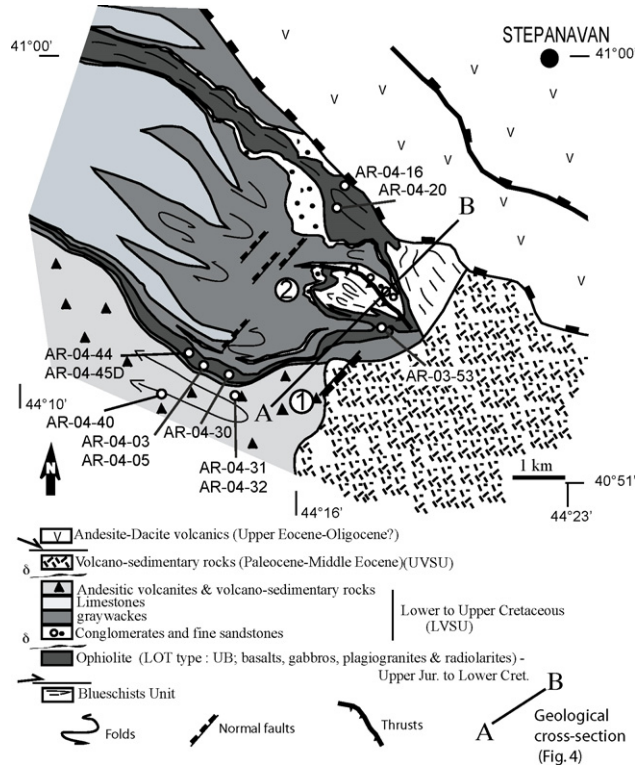 STEPANAVAN
41°00'
41°00'
AR-04-16
AR-04-20
B
2
AR-04-44
AR-04-45D
AR-03-53
44°10'
A
1
AR-04-40
AR-04-30
AR-04-03
AR-04-05
AR-04-31
AR-04-32
N
1 km
40°51'
44°16'
44°23'
v Andesite-Dacite volcanics (Upper Eocene-Oligocene?)
δ Volcano-sedimentary rocks (Paleocene-Middle Eocene)(UVSU)
Andesitic volcanites & volcano-sedimentary rocks
Limestones
graywackes
Lower to Upper Cretaceous
(LVSU)
δ Conglomerates and fine sandstones
Ophiolite (LOT type : UB; basalts, gabbros, plagiogranites & radiolarites) -
Upper Jur. to Lower Cret.
Blueschists Unit
Folds
Normal faults
Thrusts
A
B
Geological
cross-section
(Fig. 4)